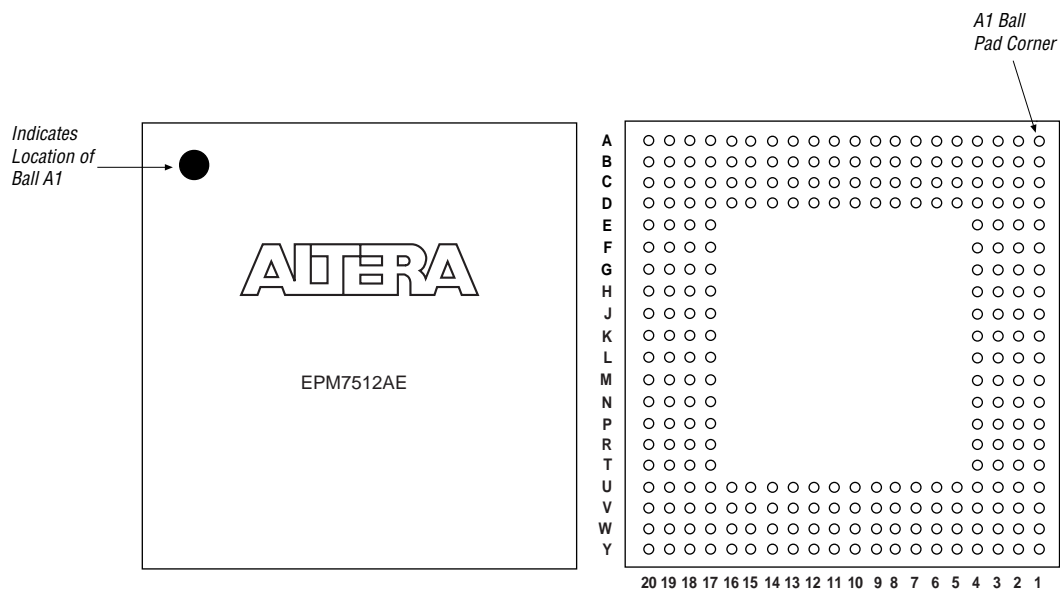 A1 Ball
Pad Corner
Indicates
Location of
Ball A1
ALTERA
EPM7512AE
A
B
C
D
E
F
G
H
J
K
L
M
N
P
R
T
U
V
W
Y
20 19 18 17 16 15 14 13 12 11 10 9 8 7 6 5 4 3 2 1